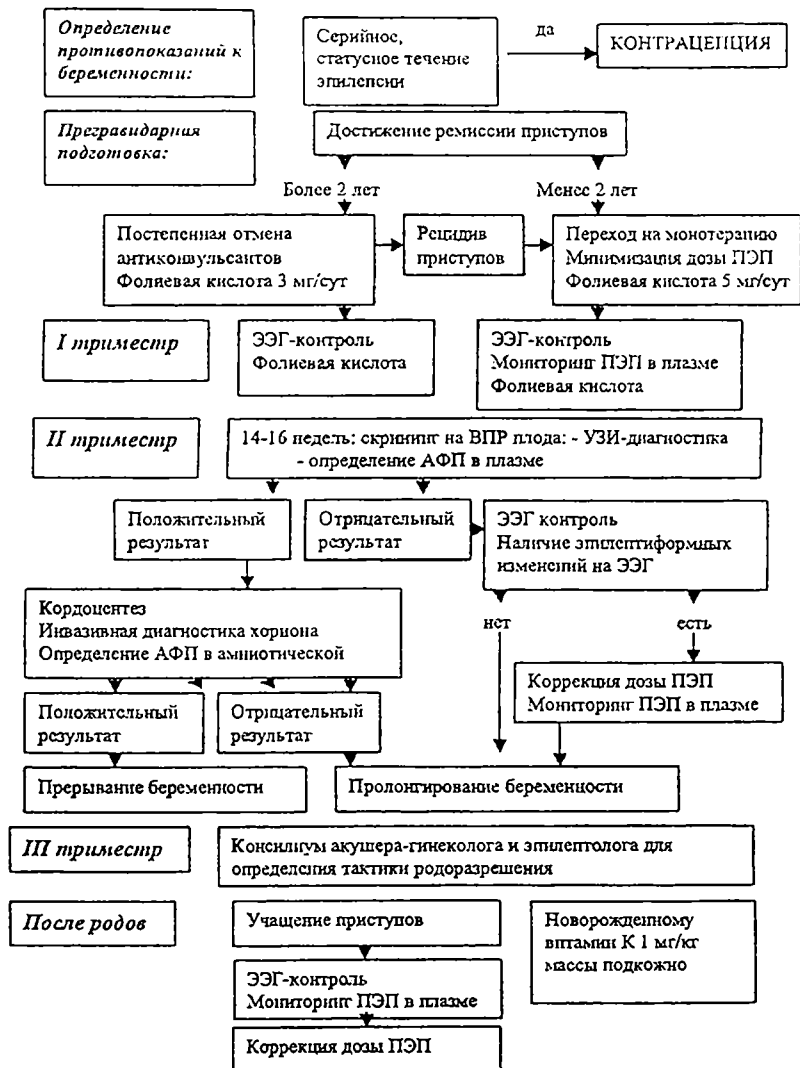 Определение
противопоказаний к
беременности:
Серийное,
статусное течение
эпилепсии
да
КОНТРАЦЕПЦИЯ
Прегравидарная
подготовка:
Достижение ремиссии приступов
Более 2 лет
Менее 2 лет
Постепенная отмена
антиконвульсантов
Фолиевая кислота 3 мг/сут
Рецидив
приступов
Переход на монотерапию
Минимизация дозы ПЭП
Фолиевая кислота 5 мг/сут
I триместр
ЭЭГ-контроль
Фолиевая кислота
ЭЭГ-контроль
Мониторинг ПЭП в плазме
Фолиевая кислота
II триместр
14-16 недель: скрининг на ВПР плода: - УЗИ-диагностика
- определение АФП в плазме
Положительный
результат
Отрицательный
результат
ЭЭГ контроль
Наличие эпилептиформных
изменений на ЭЭГ
Кордоцентез
Инвазивная диагностика хориона
Определение АФП в амниотической
нет
есть
Коррекция дозы ПЭП
Мониторинг ПЭП в плазме
Положительный
результат
Отрицательный
результат
Прерывание беременности
Пролонгирование беременности
III триместр
Консилиум акушера-гинеколога и эпилептолога для
определения тактики родоразрешения
После родов
Учащение приступов
Новорожденному
витамин К 1 мг/кг
массы подкожно
ЭЭГ-контроль
Мониторинг ПЭП в плазме
Коррекция дозы ПЭП